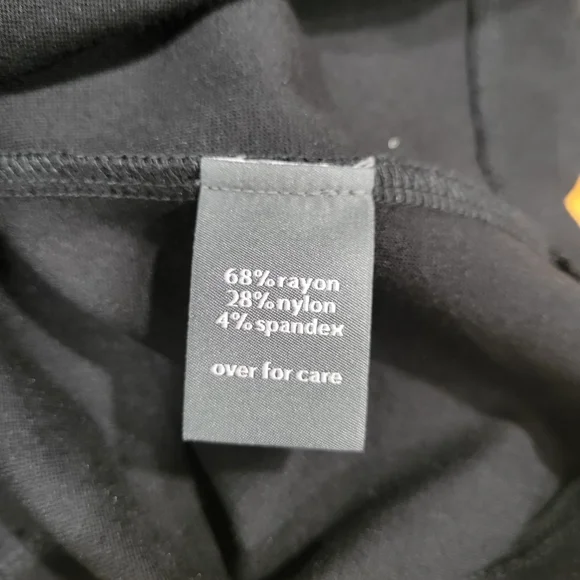 68% rayon
28% nylon
4% spandex
over for care